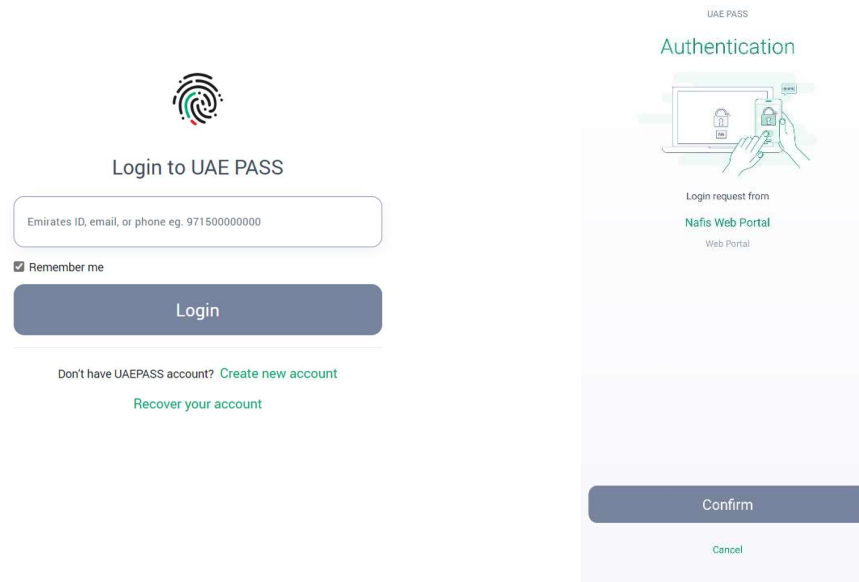 Login to UAE PASS
Emirates ID, email, or phone eg. 971500000000
Remember me
Login
Don't have UAEPASS account? Create new account
Recover your account
UAE PASS
Authentication
Login request from
Nafis Web Portal
Web Portal
Confirm
Cancel